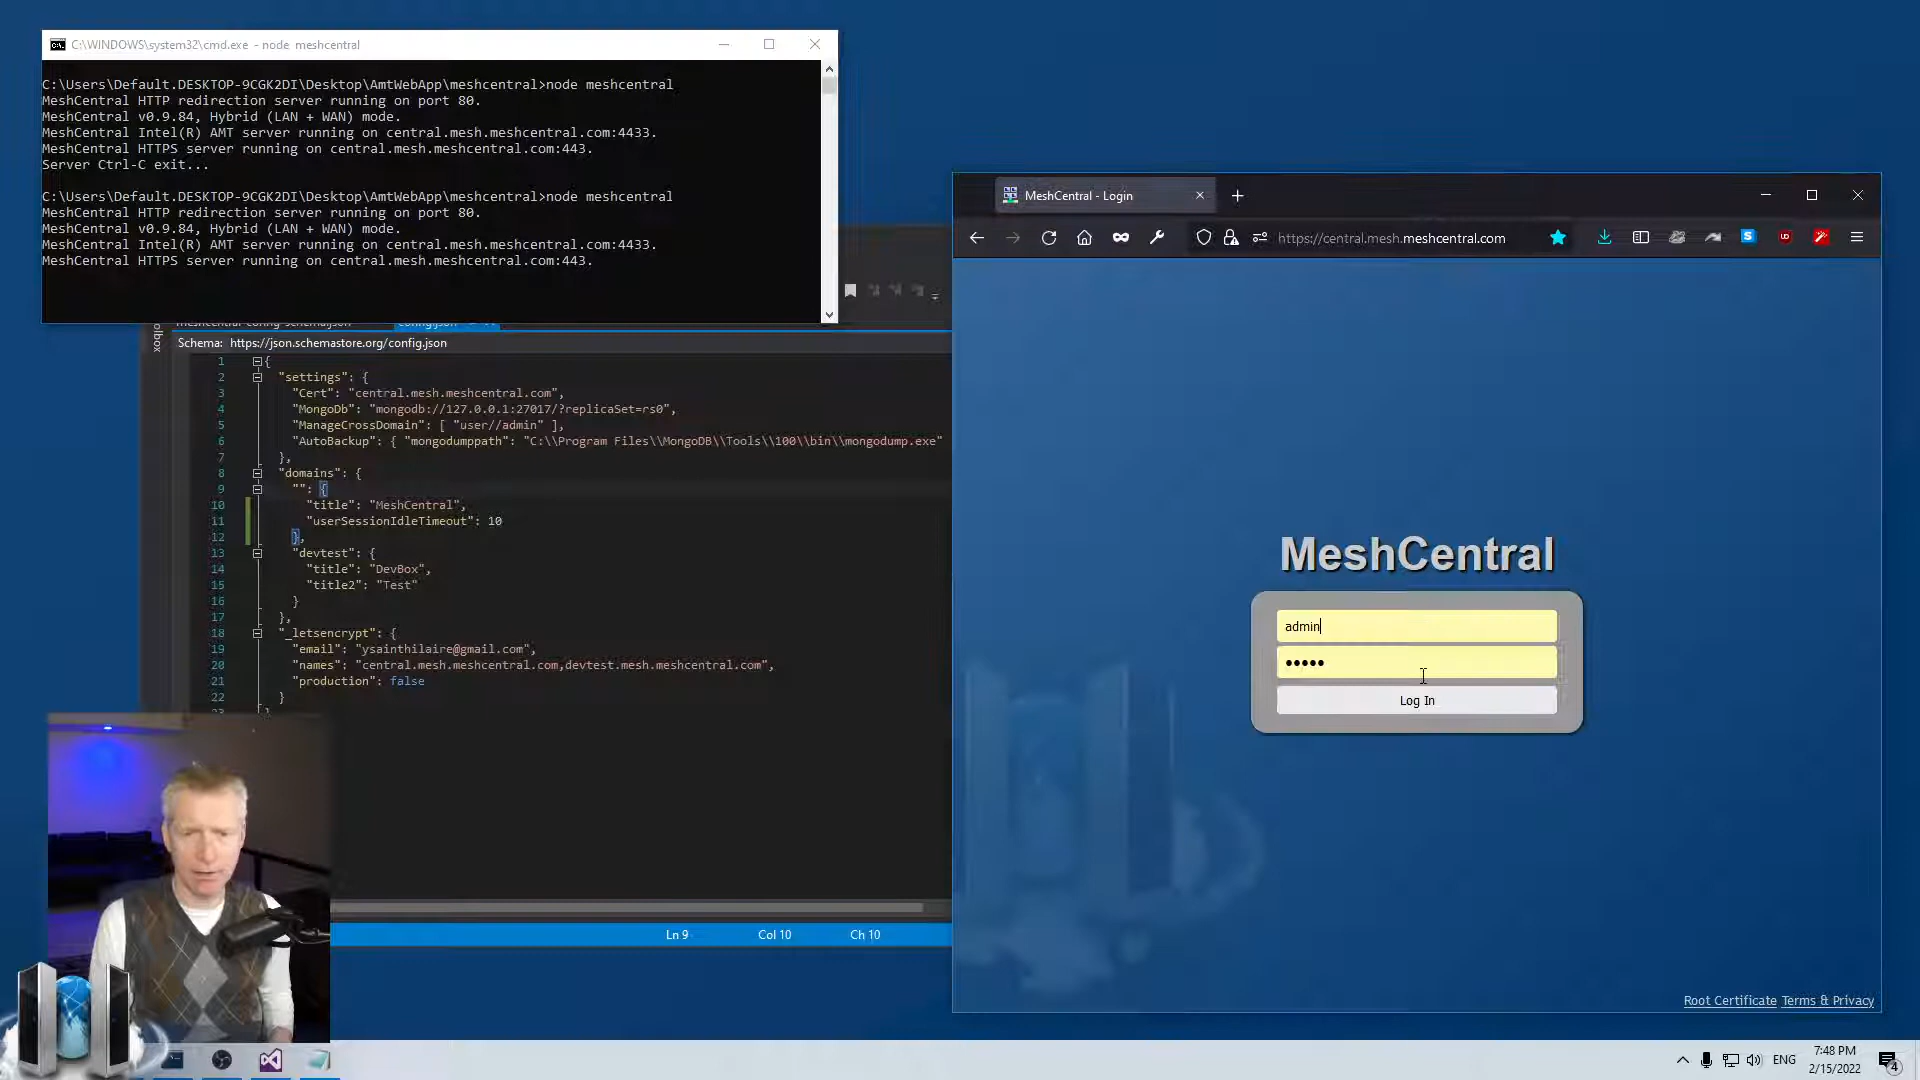 C:\WINDOWS\system32\cmd.exe - node meshcentral
C:\Users\Default.DESKTOP-9CGK2DI\Desktop\AmtWebApp\meshcentral>node meshcentral
MeshCentral HTTP redirection server running on port 80.
MeshCentral v0.9.84, Hybrid (LAN + WAN) mode.
MeshCentral Intel(R) AMT server running on central.mesh.meshcentral.com:4433.
MeshCentral HTTPS server running on central.mesh.meshcentral.com:443.
Server Ctrl-C exit...
C:\Users\Default.DESKTOP-9CGK2DI\Desktop\AmtWebApp\meshcentral>node meshcentral
MeshCentral HTTP redirection server running on port 80.
MeshCentral v0.9.84, Hybrid (LAN + WAN) mode.
MeshCentral Intel(R) AMT server running on central.mesh.meshcentral.com:4433.
MeshCentral HTTPS server running on central.mesh.meshcentral.com:443.
Schema: https://json.schemastore.org/config.json
1 {
2 "settings": {
3 "Cert": "central.mesh.meshcentral.com",
4 "MongoDb": "mongodb://127.0.0.1:27017/?replicaSet=rs0",
5 "ManageCrossDomain": [ "user//admin" ],
6 "AutoBackup": { "mongodumppath": "C:\\Program Files\\MongoDB\\Tools\\100\\bin\\mongodump.exe"
7 },
8 "domains": {
9 "": {
10 "title": "MeshCentral",
11 "userSessionIdleTimeout": 10
12 },
13 "devtest": {
14 "title": "DevBox",
15 "title2": "Test"
16 }
17 },
18 "_letsencrypt": {
19 "email": "ysainthilaire@gmail.com",
20 "names": "central.mesh.meshcentral.com,devtest.mesh.meshcentral.com",
21 "production": false
22 }
23 }
Ln 9 Col 10 Ch 10
MeshCentral - Login
https://central.mesh.meshcentral.com
MeshCentral
admin
•••••
Log In
Root Certificate Terms & Privacy
ENG
7:48 PM
2/15/2022
4